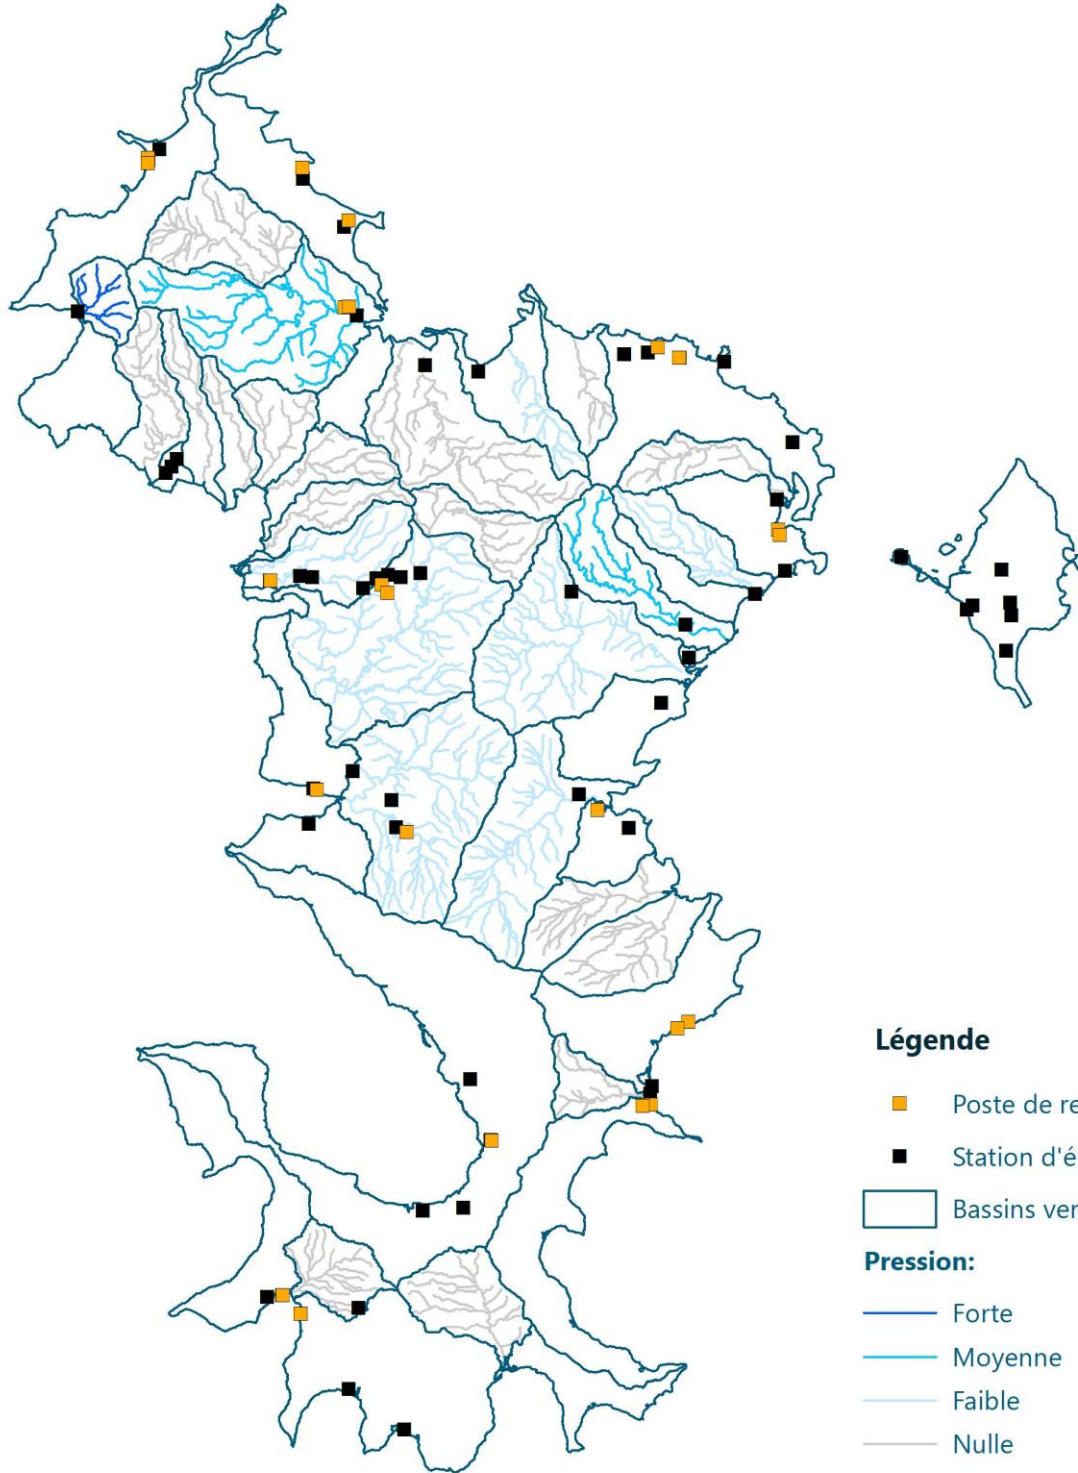 Légende
Poste de re
Station d'é
Bassins ver
Pression:
Forte
Moyenne
Faible
Nulle